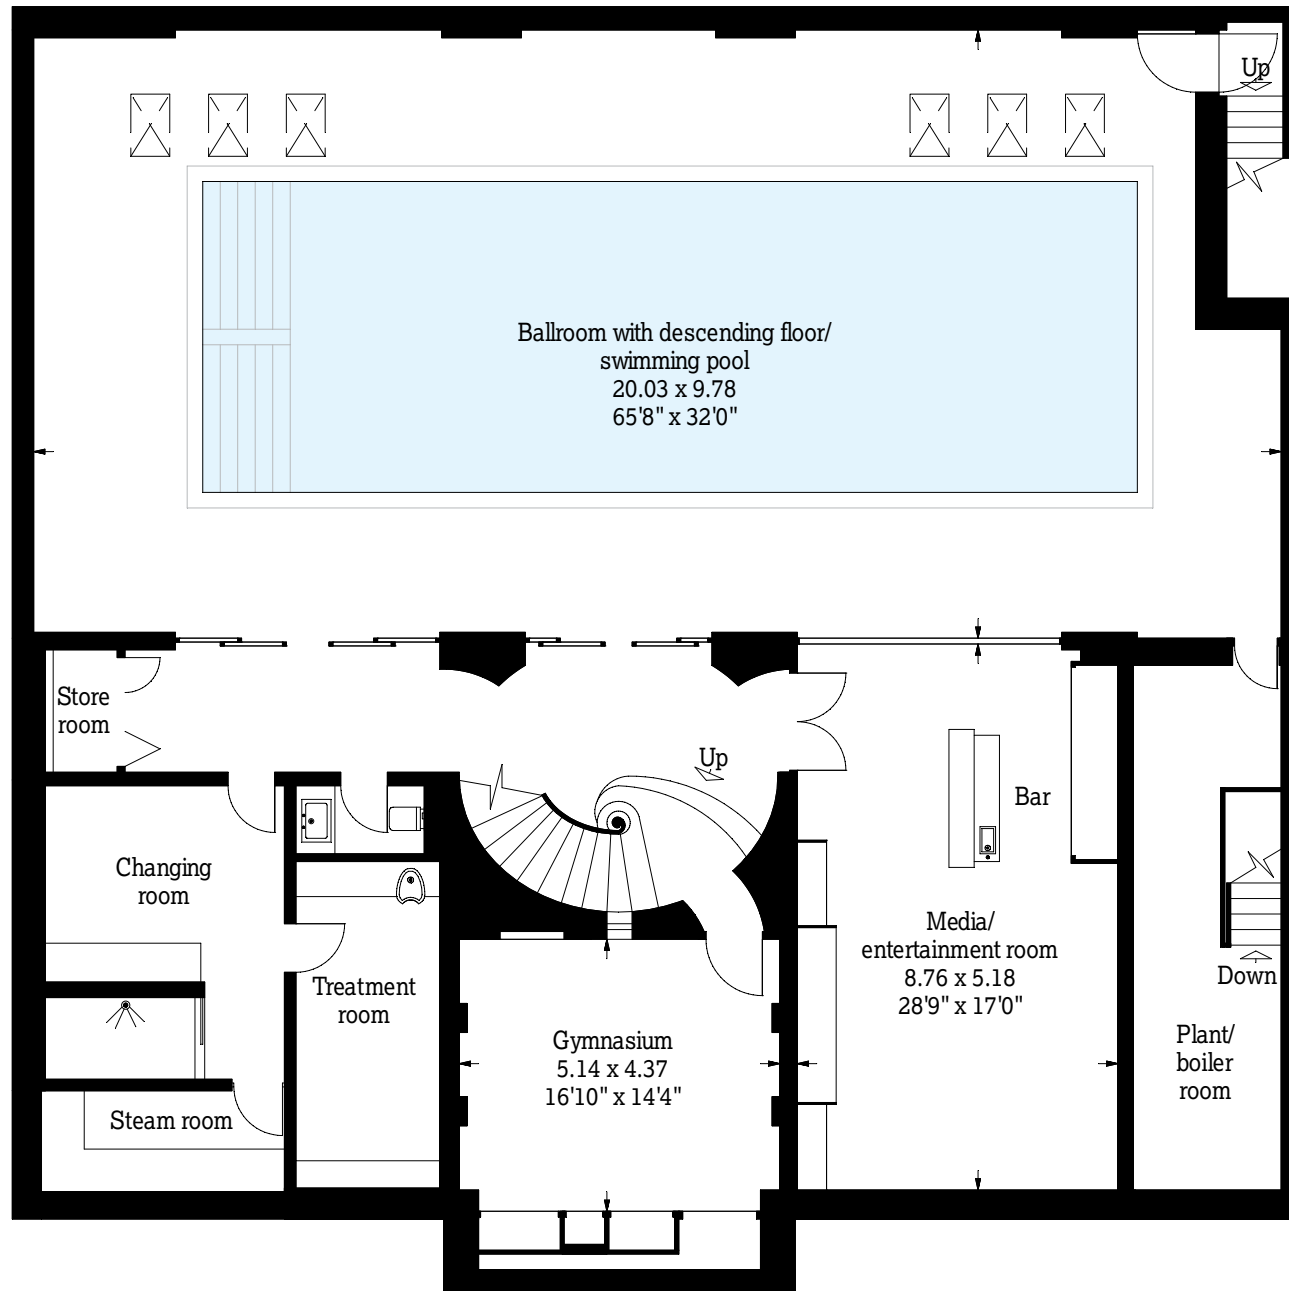 Up
Ballroom with descending floor/
swimming pool
20.03 x 9.78
65'8" x 32'0"
Store
room
Up
Bar
Changing
room
Media/
entertainment room
8.76 x 5.18
28'9" x 17'0"
Treatment
room
Down
Gymnasium
5.14 x 4.37
16'10" x 14'4"
Plant/
boiler
room
Steam room